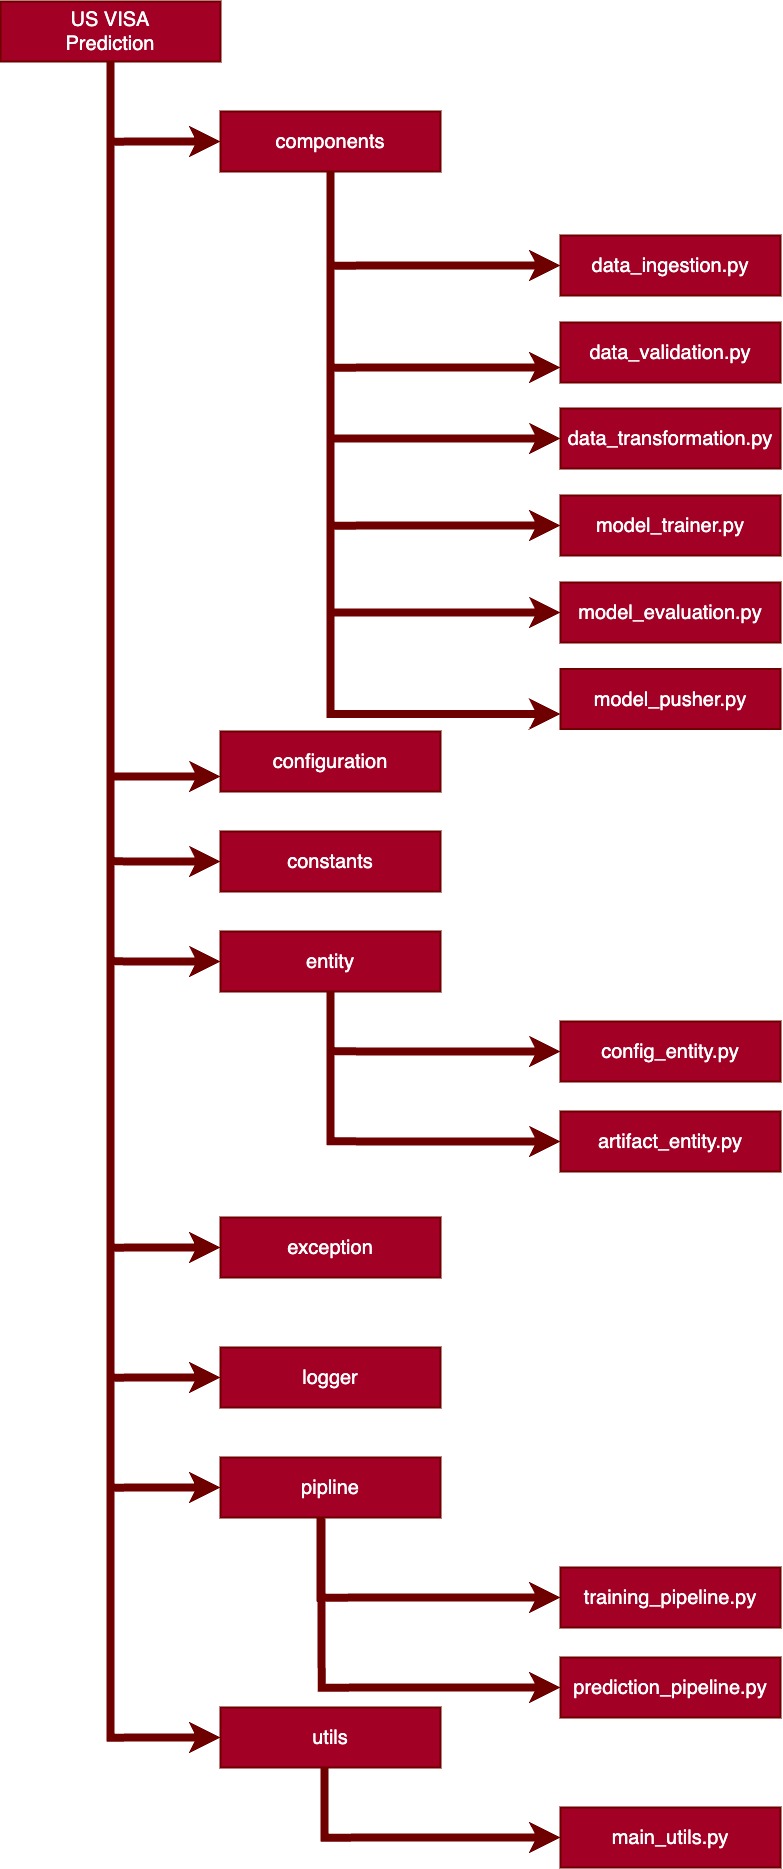 US VISA
Prediction
components
data_ingestion.py
data_validation.py
data_transformation.py
model_trainer.py
model_evaluation.py
model_pusher.py
configuration
constants
entity
config_entity.py
artifact_entity.py
exception
logger
pipline
training_pipeline.py
prediction_pipeline.py
utils
main_utils.py